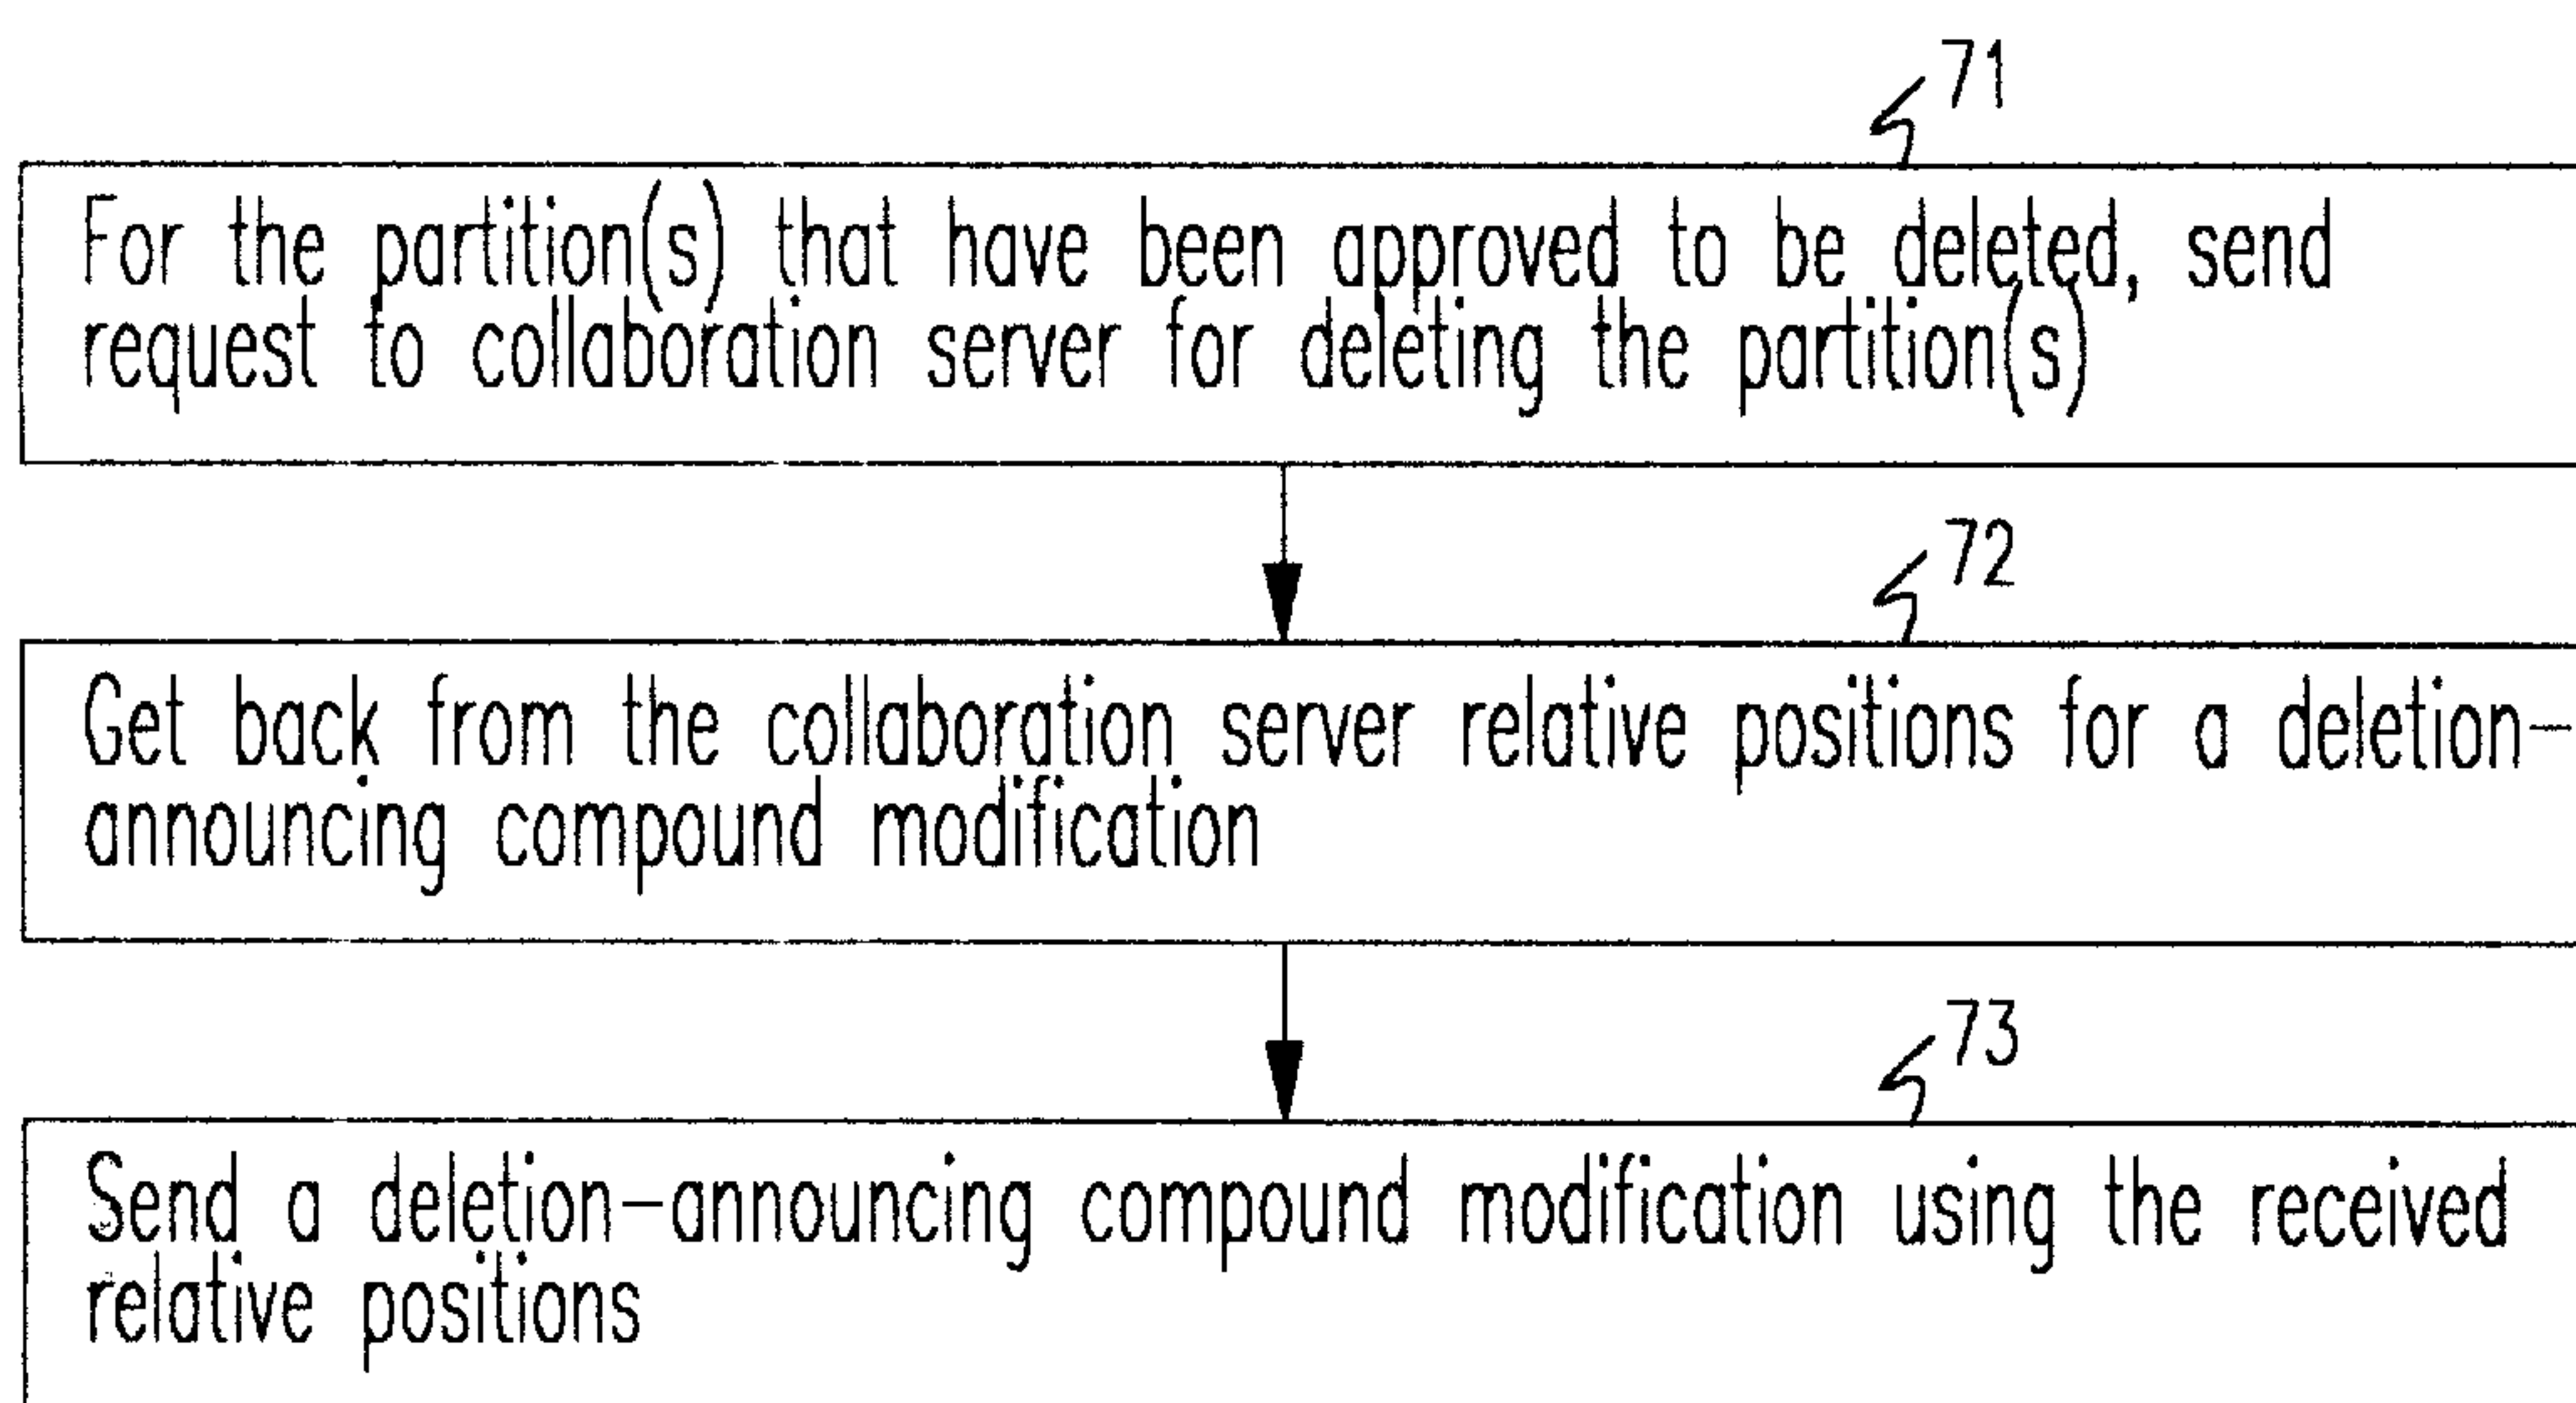 71
For the partition(s) that have been approved to be deleted, send
request to collaboration server for deleting the partition(s)
72
Get back from the collaboration server relative positions for a deletion-
announcing compound modification
73
Send a deletion-announcing compound modification using the received
relative positions